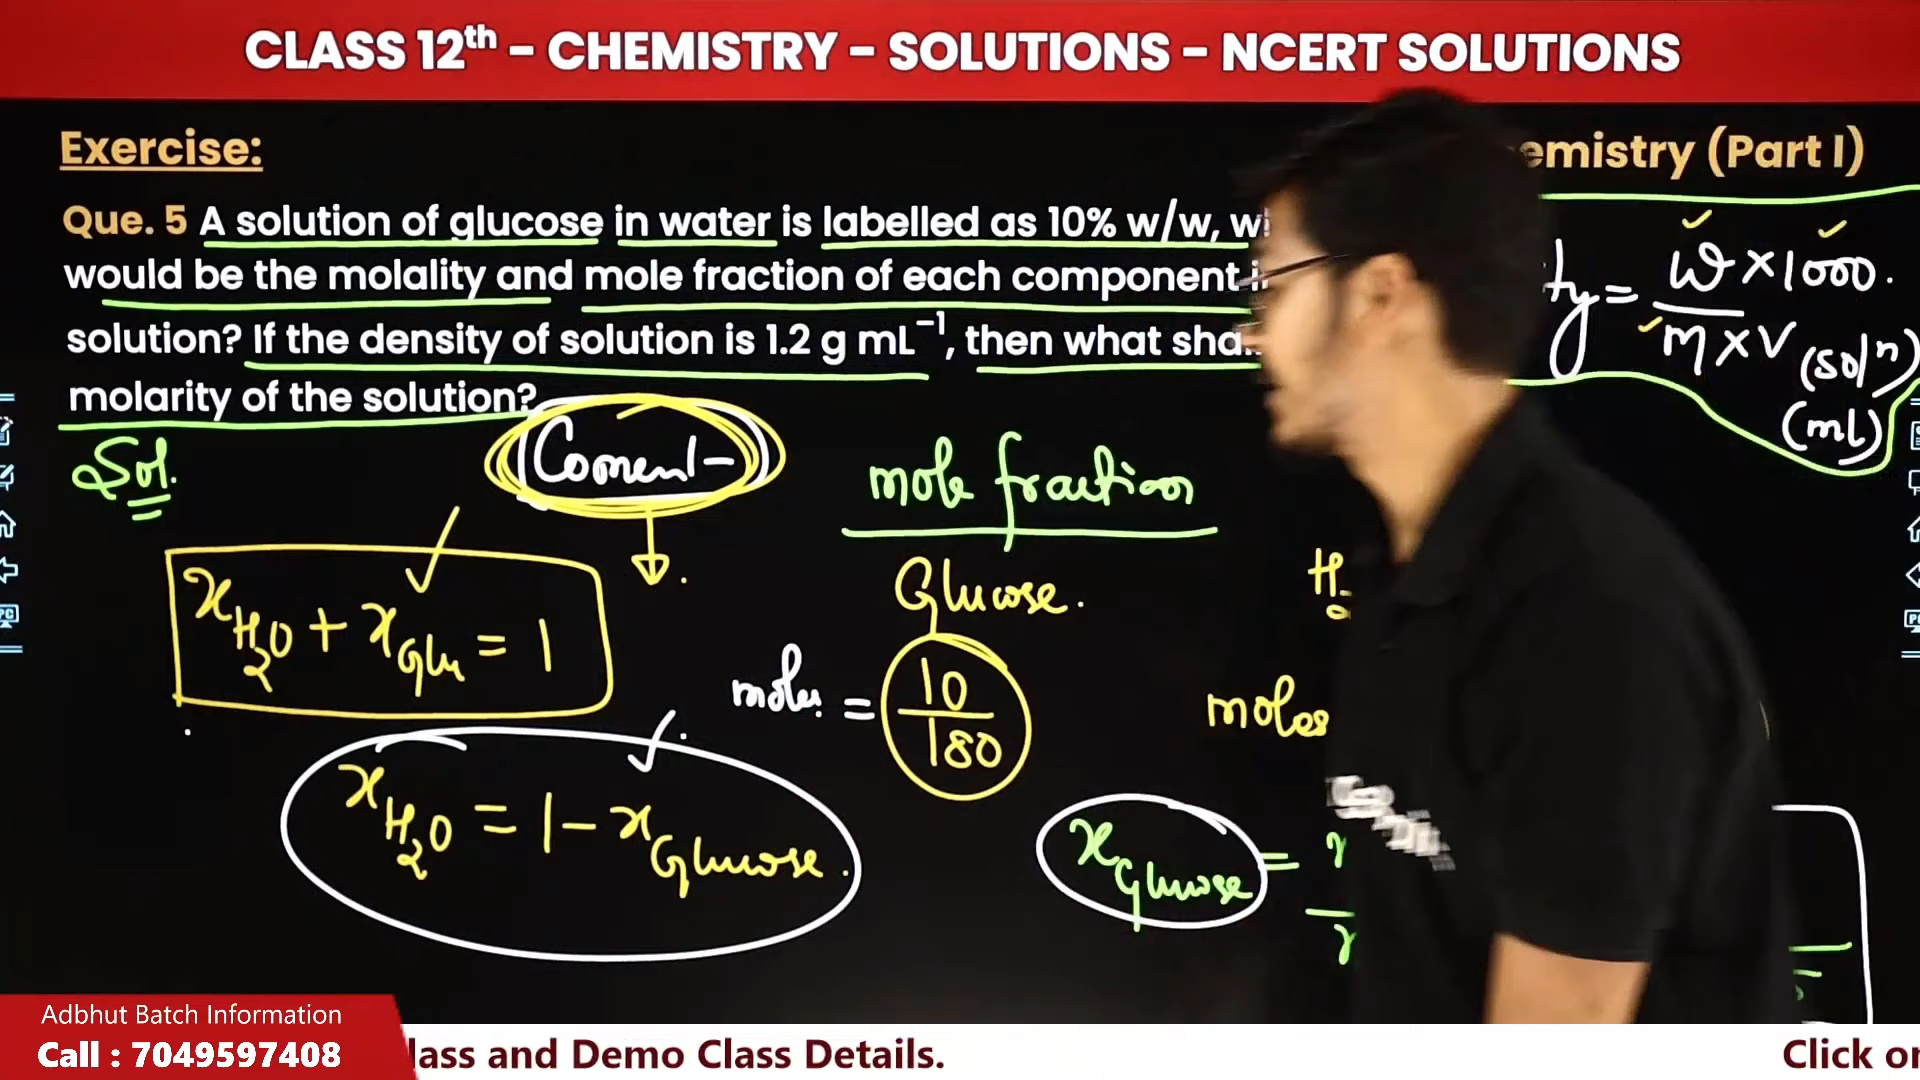 CLASS 12th – CHEMISTRY – SOLUTIONS – NCERT SOLUTIONS
Exercise:
emistry (Part I)
Que. 5 A solution of glucose in water is labelled as 10% w/w, w
would be the molality and mole fraction of each component i
solution? If the density of solution is 1.2 g mL⁻¹, then what sha
molarity of the solution?
ty = w × 1000.
m × V (solⁿ)
(ml)
Sol.
Coment-
mole fraction
Glucose.
H2
x H2O + x Glu = 1
moles = 10/180
moles
x H2O = 1 – x Glucose.
x Glucose =
Adbhut Batch Information
Call : 7049597408
lass and Demo Class Details.
Click o